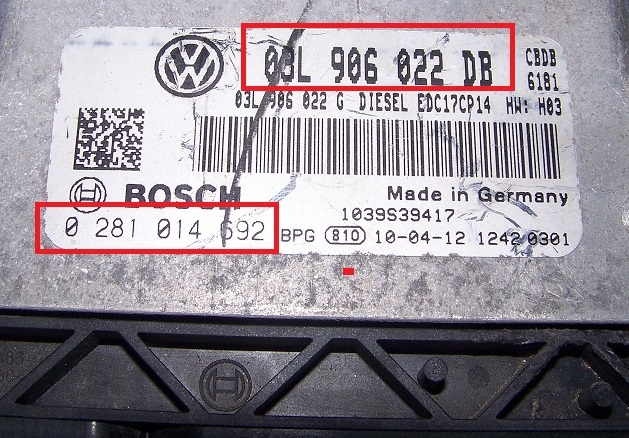 03L 906 022 DB
CBDB
6181
03L 906 022 G DIESEL EDC17CP14 HW: H03
BOSCH
Made in Germany
0 281 014 692
1039S39417
BPG 810 10-04-12 1242 0301